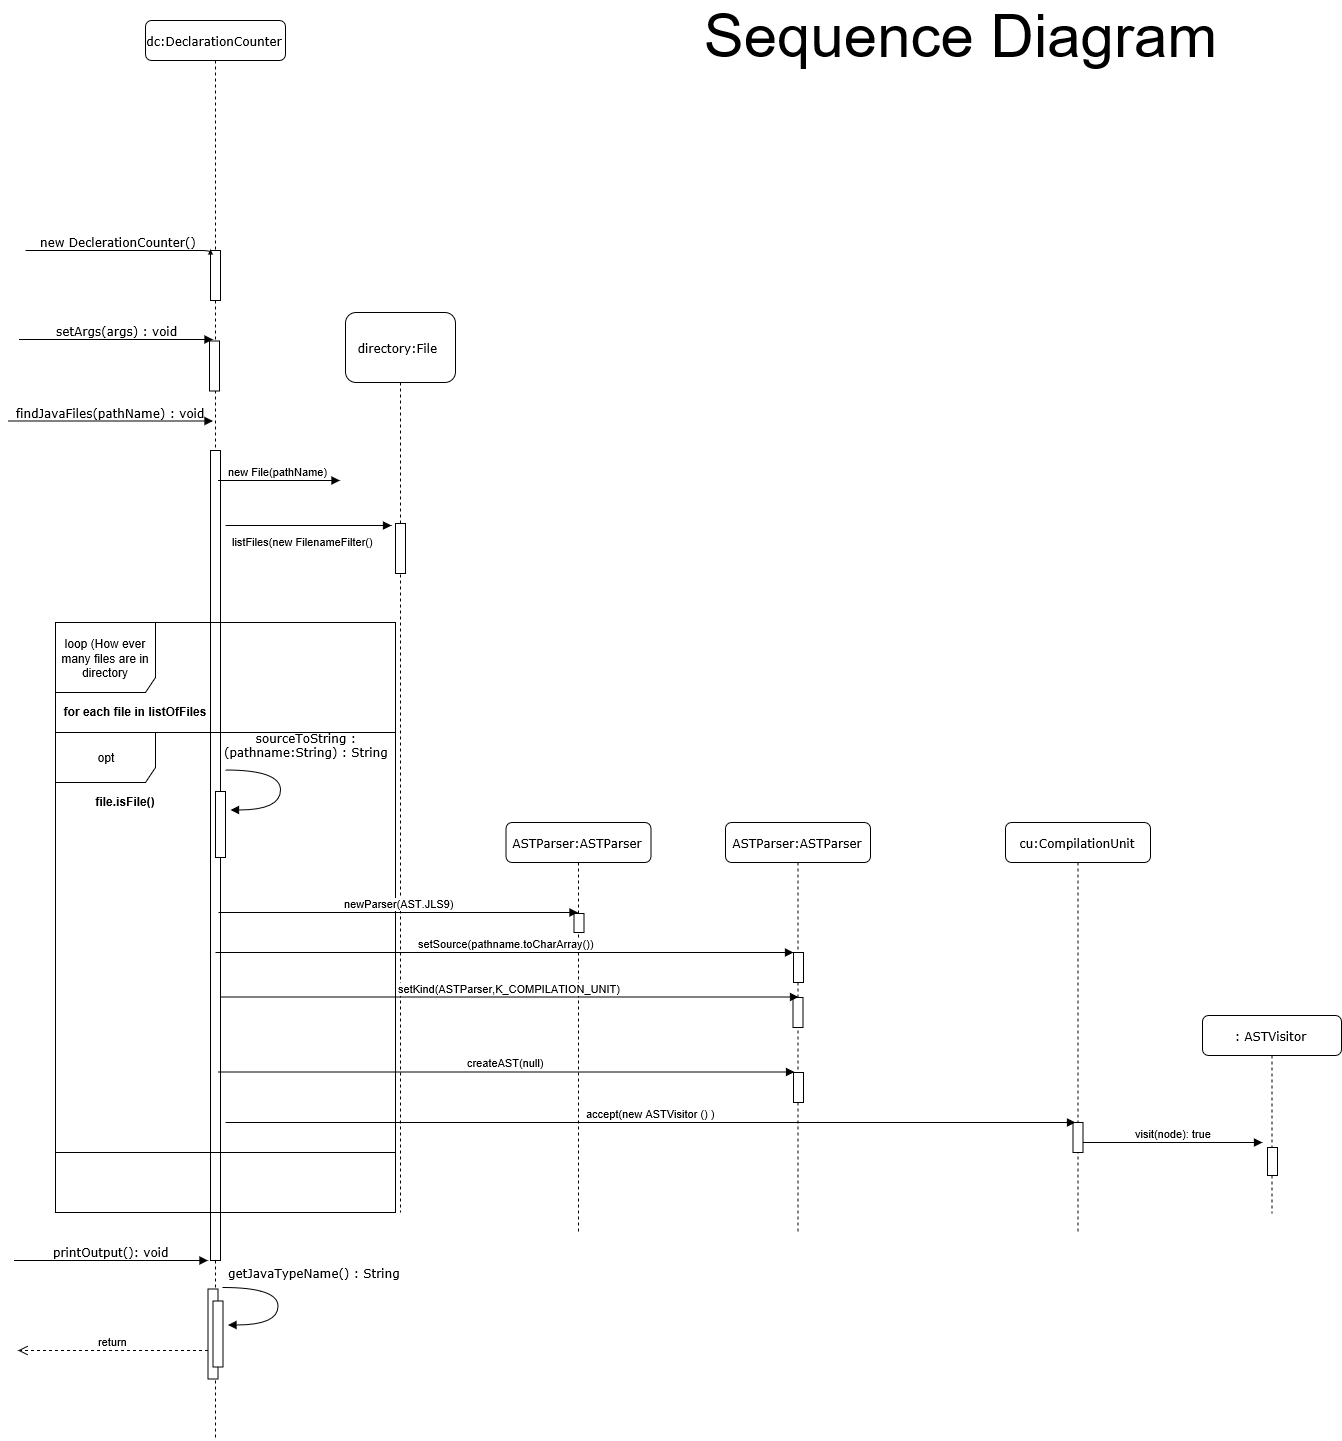 Sequence Diagram
dc:DeclarationCounter
new DeclerationCounter()
setArgs(args) : void
directory:File
findJavaFiles(pathName) : void
new File(pathName)
listFiles(new FilenameFilter()
loop (How ever
many files are in
directory
for each file in listOfFiles
sourceToString :
(pathname:String) : String
opt
file.isFile()
ASTParser:ASTParser
ASTParser:ASTParser
cu:CompilationUnit
newParser(AST.JLS9)
setSource(pathname.toCharArray())
setKind(ASTParser,K_COMPILATION_UNIT)
: ASTVisitor
createAST(null)
accept(new ASTVisitor () )
visit(node): true
printOutput(): void
getJavaTypeName() : String
return